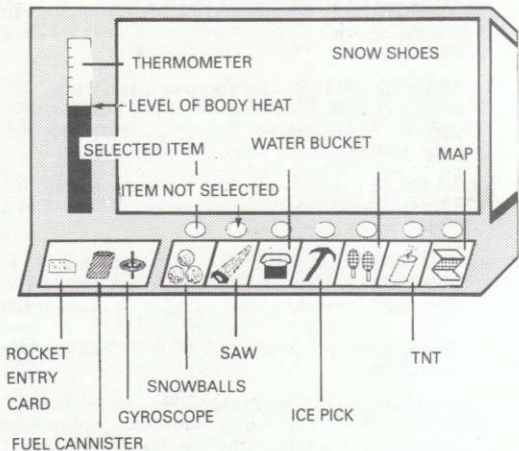 THERMOMETER
SNOW SHOES
LEVEL OF BODY HEAT
SELECTED ITEM
WATER BUCKET
MAP
ITEM NOT SELECTED
ROCKET
ENTRY
CARD
FUEL CANNISTER
GYROSCOPE
SNOWBALLS
SAW
ICE PICK
TNT